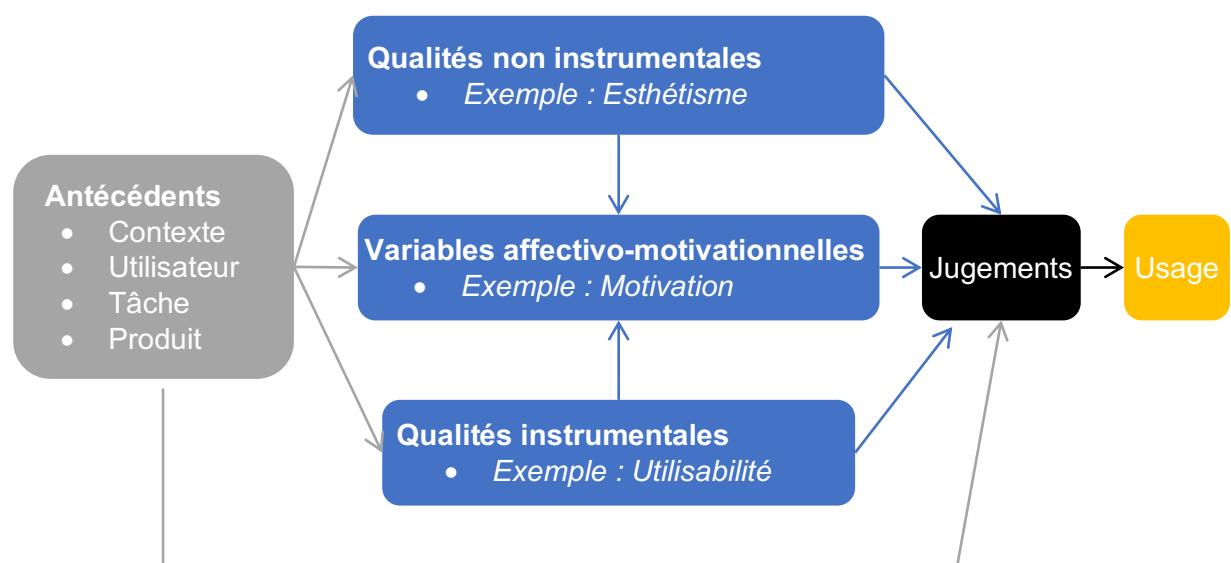 Qualités non instrumentales
• Exemple : Esthétisme
Antécédents
• Contexte
• Utilisateur
• Tâche
• Produit
Variables affectivo-motivationnelles
• Exemple : Motivation
Jugements
Usage
Qualités instrumentales
• Exemple : Utilisabilité